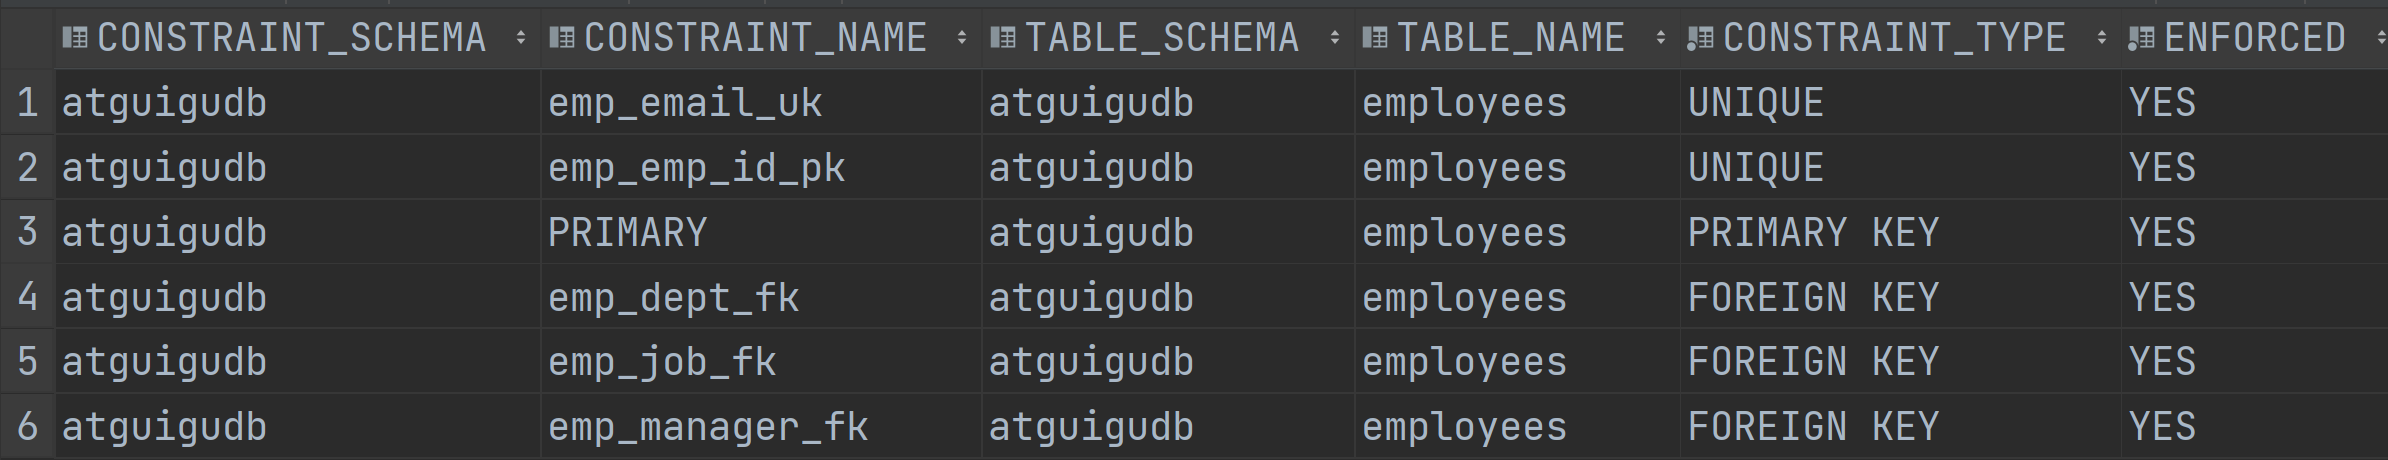 CONSTRAINT_SCHEMA CONSTRAINT_NAME TABLE_SCHEMA TABLE_NAME CONSTRAINT_TYPE ENFORCED
1 atguigudb emp_email_uk atguigudb employees UNIQUE YES
2 atguigudb emp_emp_id_pk atguigudb employees UNIQUE YES
3 atguigudb PRIMARY atguigudb employees PRIMARY KEY YES
4 atguigudb emp_dept_fk atguigudb employees FOREIGN KEY YES
5 atguigudb emp_job_fk atguigudb employees FOREIGN KEY YES
6 atguigudb emp_manager_fk atguigudb employees FOREIGN KEY YES